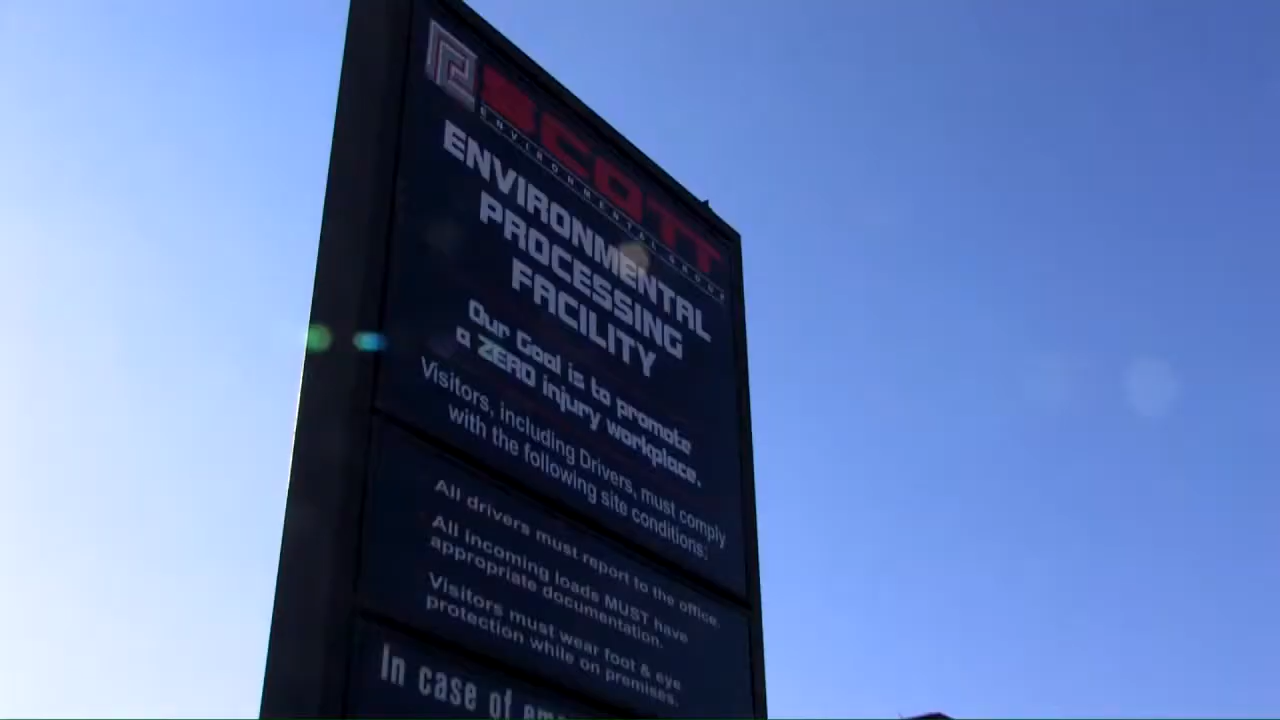 SCOTT
ENVIRONMENTAL GROUP
ENVIRONMENTAL
PROCESSING
FACILITY
Our Goal is to promote
a ZERO injury workplace.
Visitors, including Drivers, must comply
with the following site conditions:
All drivers must report to the office.
All incoming loads MUST have
appropriate documentation.
Visitors must wear foot & eye
protection while on premises.
In case of